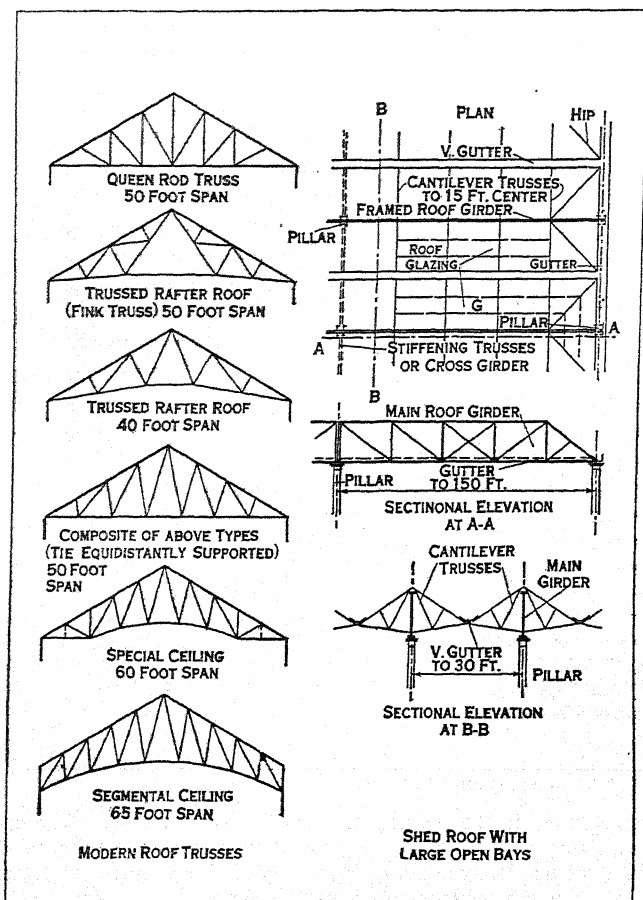 QUEEN ROD TRUSS
50 FOOT SPAN
TRUSSED RAFTER ROOF
(FINK TRUSS) 50 FOOT SPAN
TRUSSED RAFTER ROOF
40 FOOT SPAN
COMPOSITE OF ABOVE TYPES
(TIE EQUIDISTANTLY SUPPORTED)
50 FOOT
SPAN
SPECIAL CEILING
60 FOOT SPAN
SEGMENTAL CEILING
65 FOOT SPAN
MODERN ROOF TRUSSES
B
PLAN
HIP
V. GUTTER
CANTILEVER TRUSSES
TO 15 FT. CENTER
FRAMED ROOF GIRDER
PILLAR
ROOF
GLAZING
GUTTER
G
PILLAR
A
A
STIFFENING TRUSSES
OR CROSS GIRDER
B
MAIN ROOF GIRDER
GUTTER
PILLAR
TO 150 FT.
SECTINONAL ELEVATION
AT A-A
CANTILEVER
TRUSSES
MAIN
GIRDER
V. GUTTER
TO 30 FT.
PILLAR
SECTIONAL ELEVATION
AT B-B
SHED ROOF WITH
LARGE OPEN BAYS